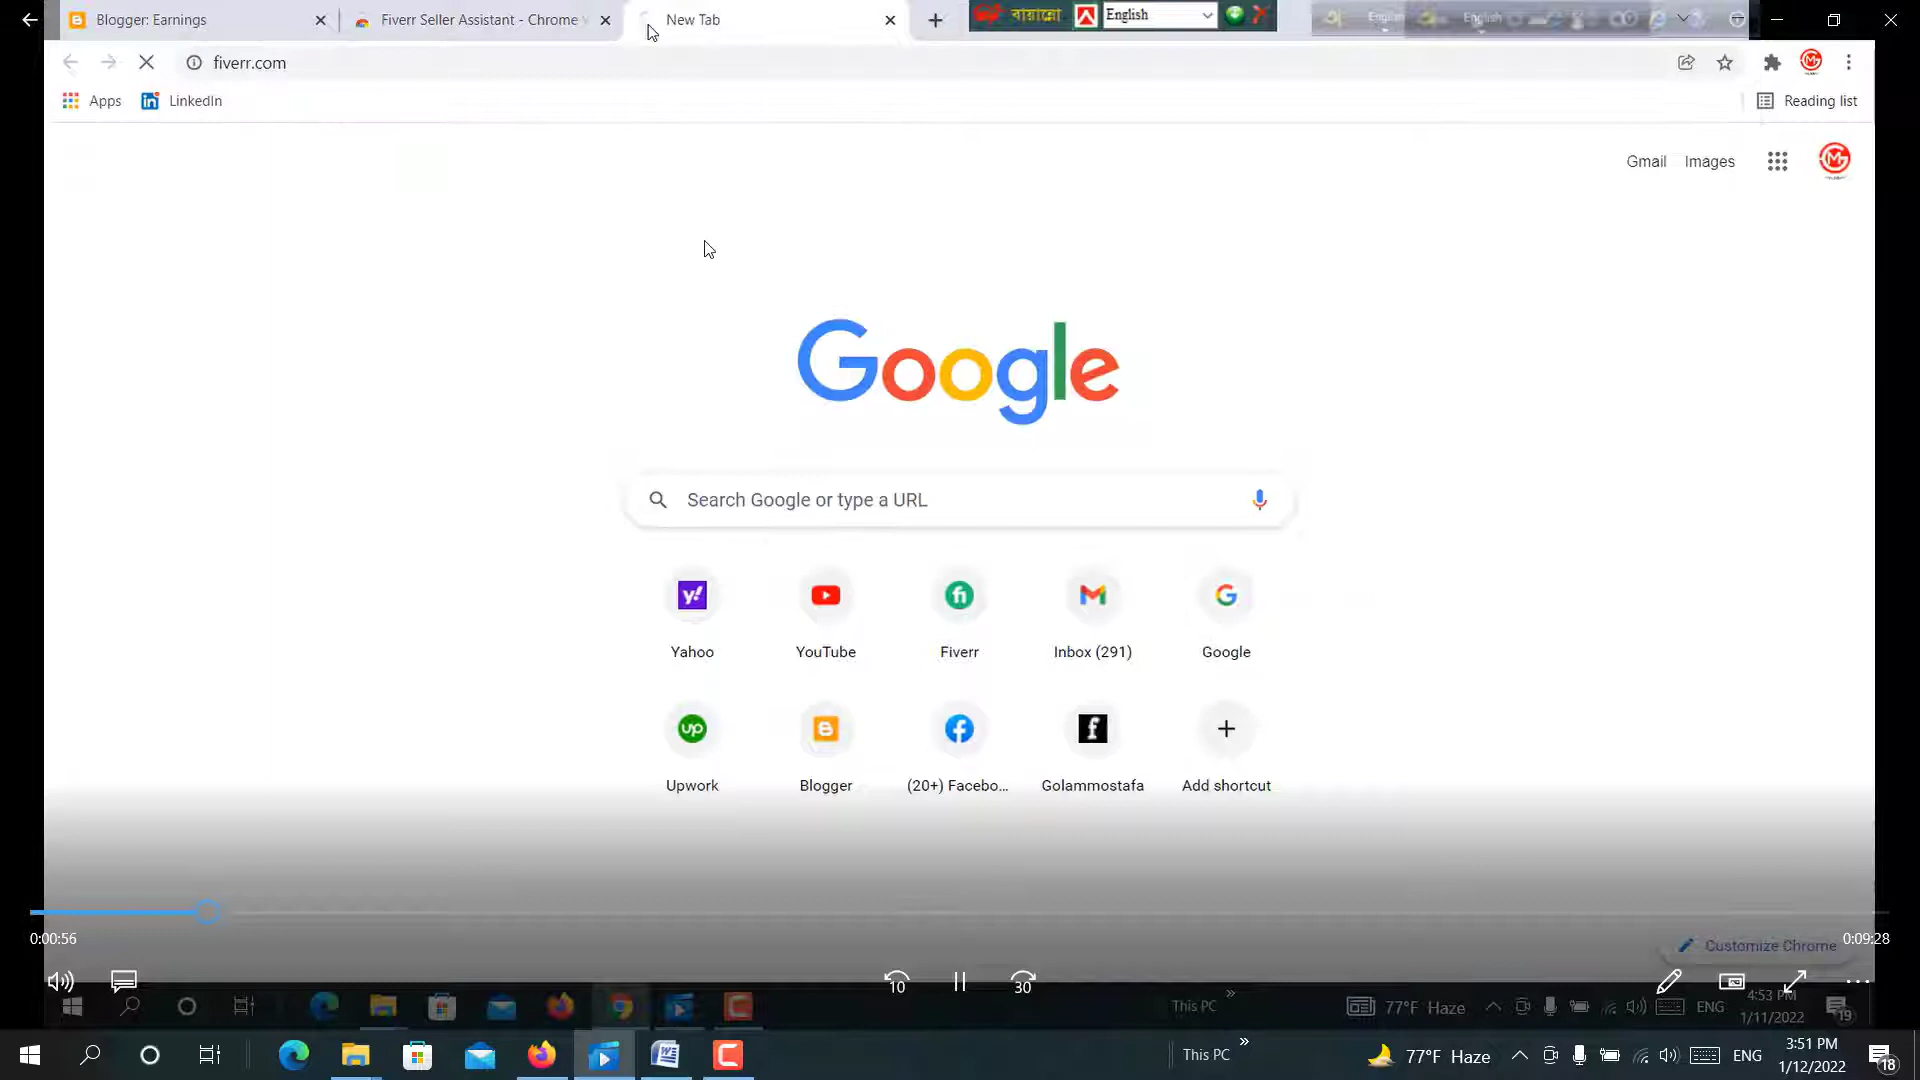 Blogger: Earnings
Fiverr Seller Assistant - Chrome
New Tab
বায়ান্নো
English
English
English
fiverr.com
Apps
LinkedIn
Reading list
Gmail
Images
Google
Search Google or type a URL
Yahoo
YouTube
Fiverr
Inbox (291)
Google
Upwork
Blogger
(20+) Facebo...
Golammostafa
Add shortcut
0:00:56
0:09:28
Customize Chrome
10
30
This PC
77°F Haze
ENG
4:53 PM
1/11/2022
19
This PC
77°F Haze
ENG
3:51 PM
1/12/2022
18